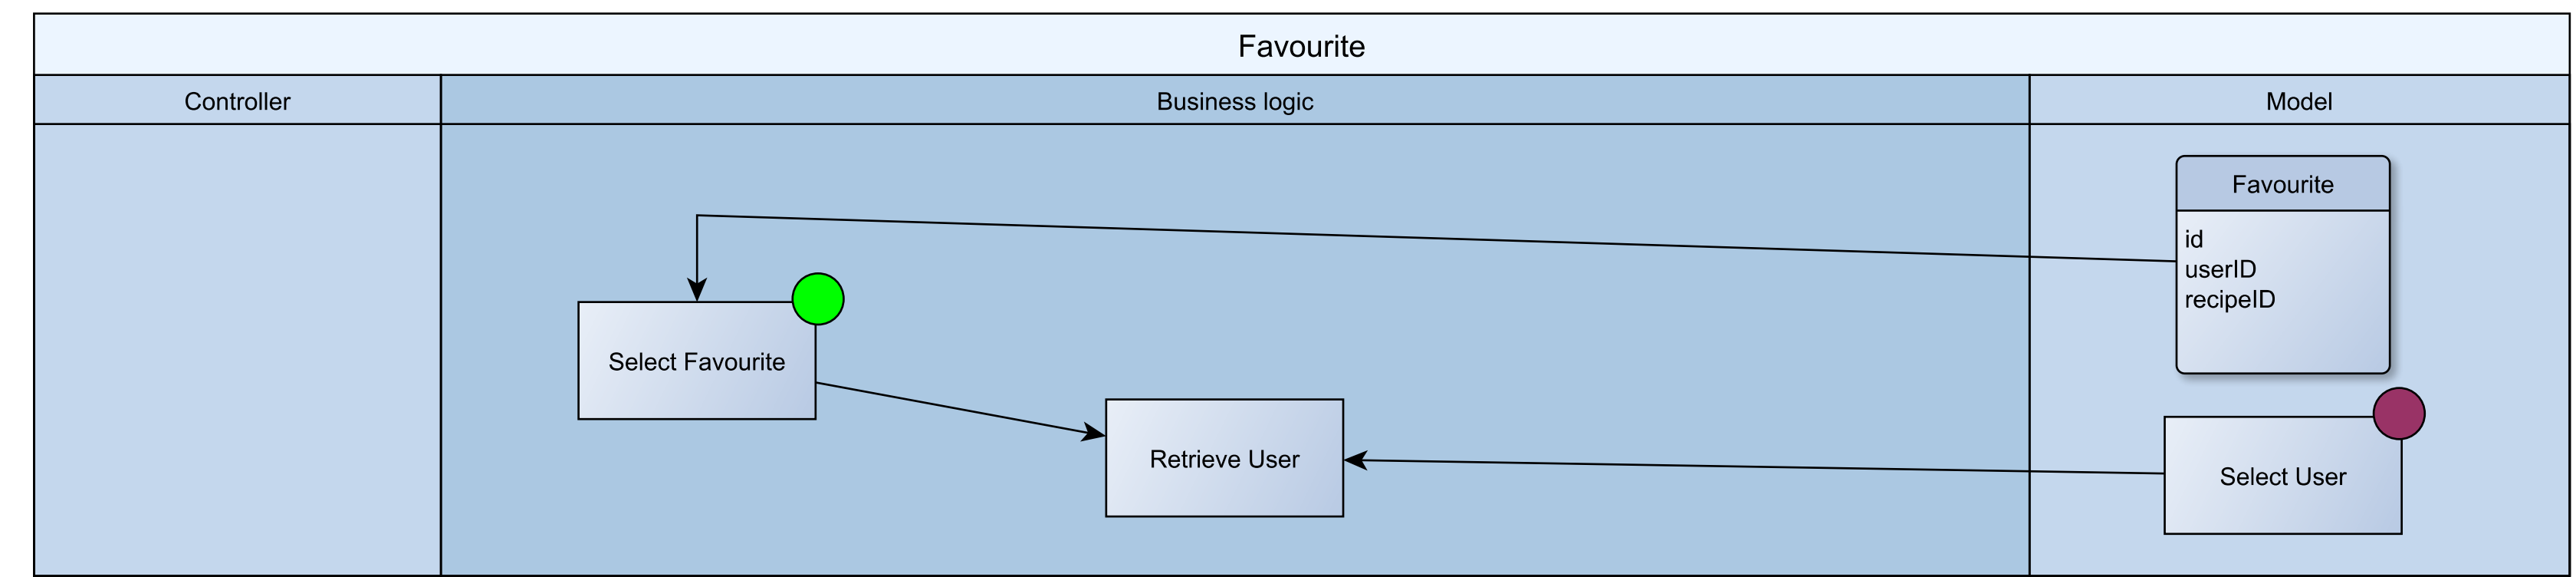 Favourite
Controller
Business logic
Model
Favourite
id
userID
recipeID
Select Favourite
Retrieve User
Select User